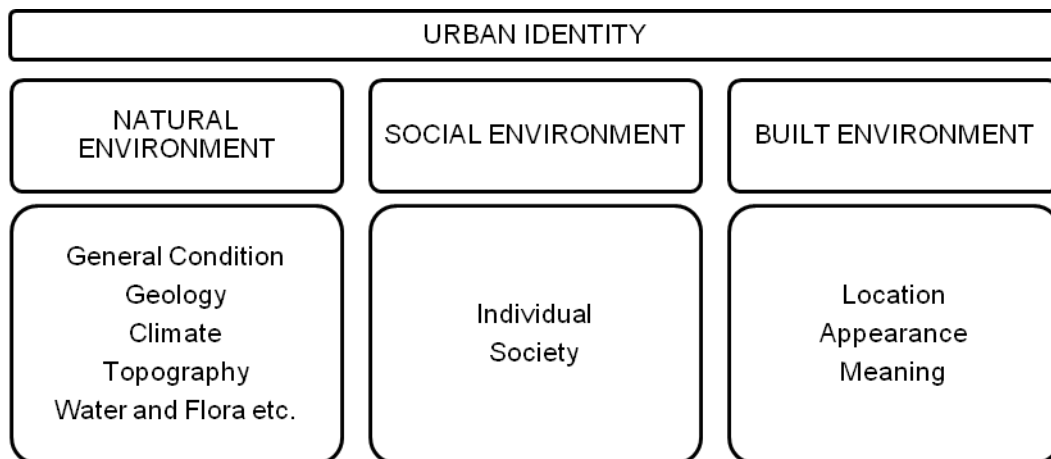 URBAN IDENTITY
NATURAL
ENVIRONMENT
SOCIAL ENVIRONMENT
BUILT ENVIRONMENT
General Condition
Geology
Climate
Topography
Water and Flora etc.
Individual
Society
Location
Appearance
Meaning